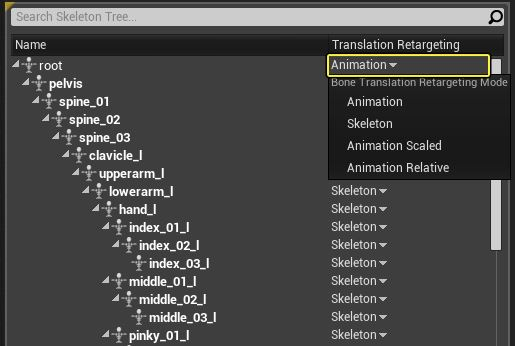 Search Skeleton Tree...
Name Translation Retargeting
root Animation
pelvis Bone Translation Retargeting Mode
spine_01 Animation
spine_02 Skeleton
spine_03 Animation Scaled
clavicle_l Animation Relative
upperarm_l
lowerarm_l Skeleton
hand_l Skeleton
index_01_l Skeleton
index_02_l Skeleton
index_03_l Skeleton
middle_01_l Skeleton
middle_02_l Skeleton
middle_03_l Skeleton
pinky_01_l Skeleton